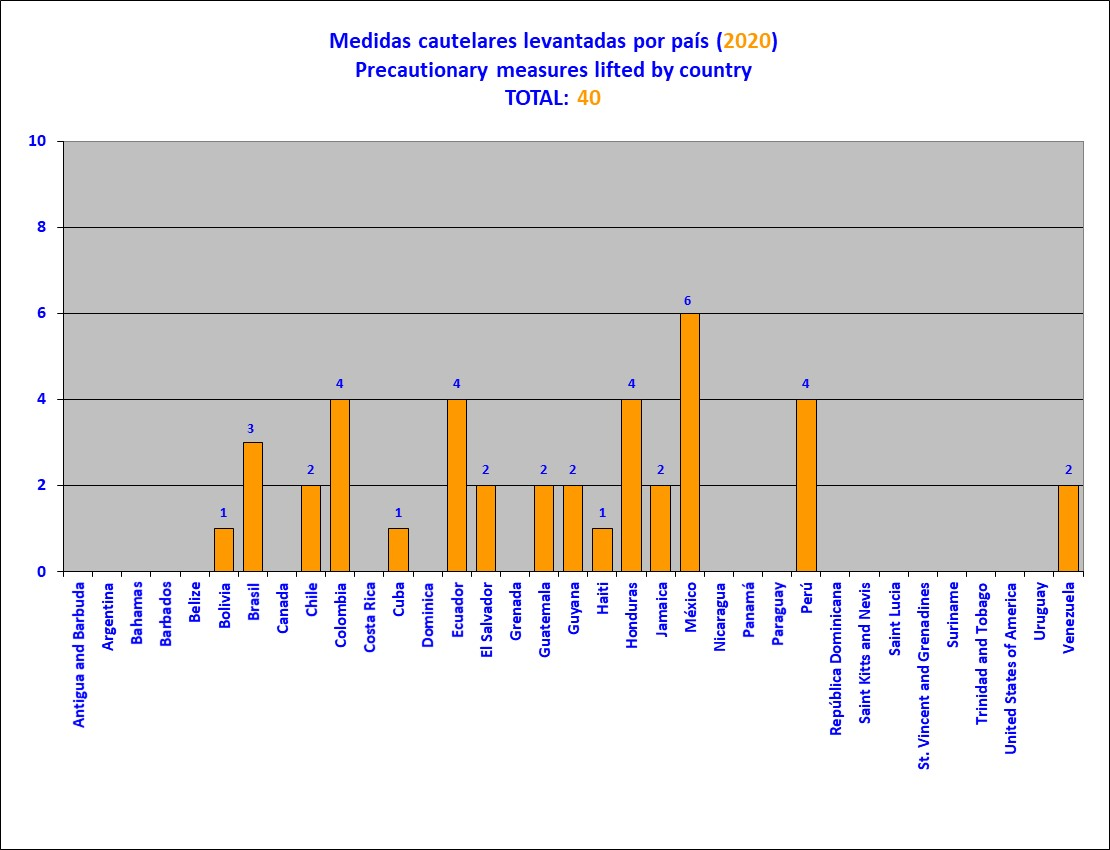 Medidas cautelares levantadas por país (2020)
Precautionary measures lifted by country
TOTAL: 40
10
8
6
4
2
0
1
3
2
4
1
4
2
2
2
1
4
2
6
4
2
Antigua and Barbuda
Argentina
Bahamas
Barbados
Belize
Bolivia
Brasil
Canada
Chile
Colombia
Costa Rica
Cuba
Dominica
Ecuador
El Salvador
Grenada
Guatemala
Guyana
Haití
Honduras
Jamaica
México
Nicaragua
Panamá
Paraguay
Perú
República Dominicana
Saint Kitts and Nevis
Saint Lucia
St. Vincent and Grenadines
Suriname
Trinidad and Tobago
United States of America
Uruguay
Venezuela